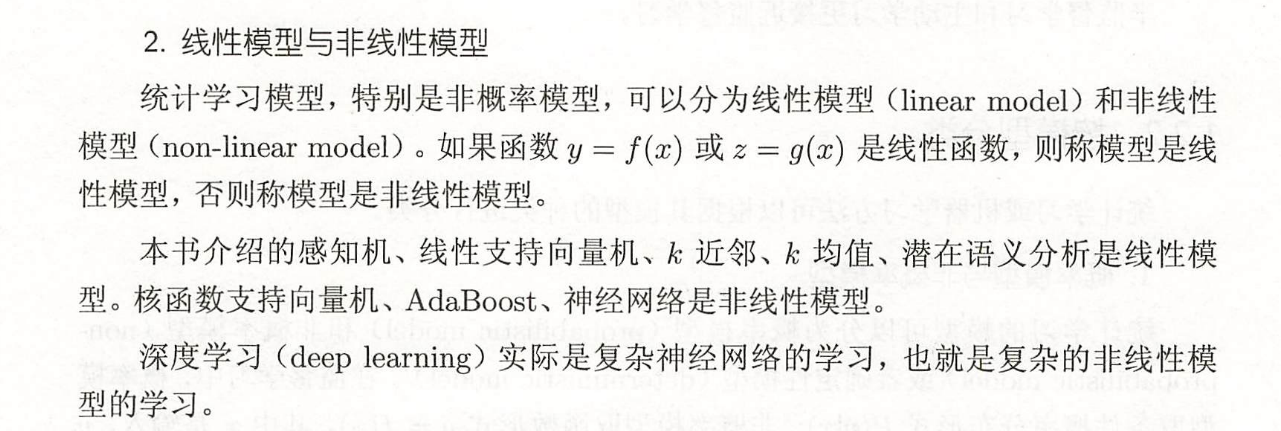 2. 线性模型与非线性模型
统计学习模型，特别是非概率模型，可以分为线性模型（linear model）和非线性
模型（non-linear model）。如果函数 y = f(x) 或 z = g(x) 是线性函数，则称模型是线
性模型，否则称模型是非线性模型。
本书介绍的感知机、线性支持向量机、k 近邻、k 均值、潜在语义分析是线性模
型。核函数支持向量机、AdaBoost、神经网络是非线性模型。
深度学习（deep learning）实际是复杂神经网络的学习，也就是复杂的非线性模
型的学习。